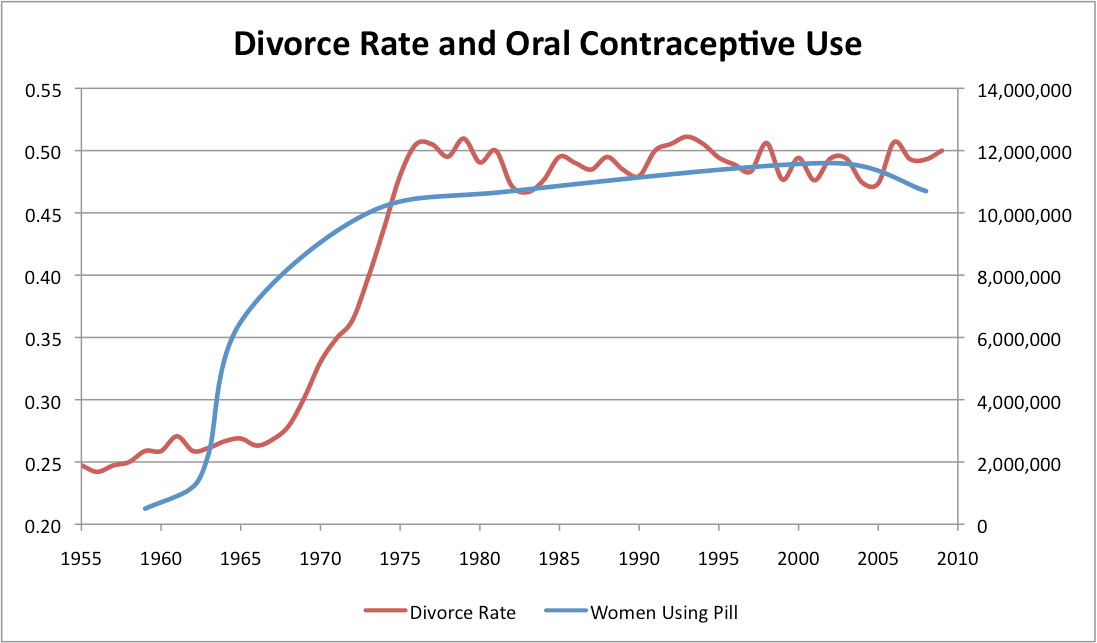 Divorce Rate and Oral Contraceptive Use
0.55 14,000,000
0.50 12,000,000
0.45 10,000,000
0.40 8,000,000
0.35 6,000,000
0.30 4,000,000
0.25 2,000,000
0.20 0
1955 1960 1965 1970 1975 1980 1985 1990 1995 2000 2005 2010
Divorce Rate Women Using Pill